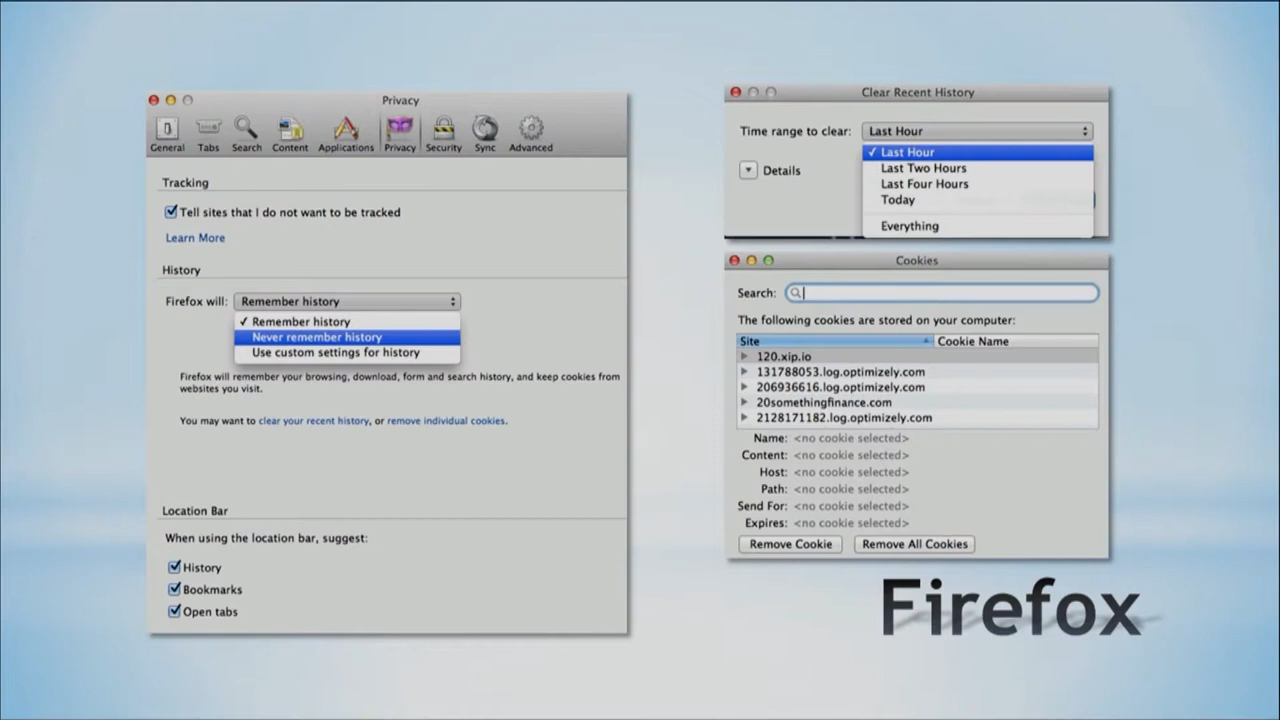 Privacy
General Tabs Search Content Applications Privacy Security Sync Advanced
Tracking
Tell sites that I do not want to be tracked
Learn More
History
Firefox will: Remember history
✓ Remember history
Never remember history
Use custom settings for history
Firefox will remember your browsing, download, form and search history, and keep cookies from
websites you visit.
You may want to clear your recent history, or remove individual cookies.
Location Bar
When using the location bar, suggest:
History
Bookmarks
Open tabs
Clear Recent History
Time range to clear: Last Hour
✓ Last Hour
Details
Last Two Hours
Last Four Hours
Today
Everything
Cookies
Search:
The following cookies are stored on your computer:
Site Cookie Name
120.xip.io
131788053.log.optimizely.com
206936616.log.optimizely.com
20somethingfinance.com
2128171182.log.optimizely.com
Name: <no cookie selected>
Content: <no cookie selected>
Host: <no cookie selected>
Path: <no cookie selected>
Send For: <no cookie selected>
Expires: <no cookie selected>
Remove Cookie Remove All Cookies
Firefox